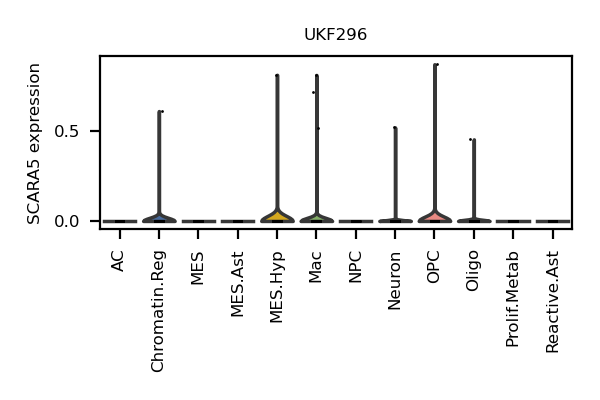 UKF296
SCARA5 expression
0.5
0.0
AC
Chromatin.Reg
MES
MES.Ast
MES.Hyp
Mac
NPC
Neuron
OPC
Oligo
Prolif.Metab
Reactive.Ast